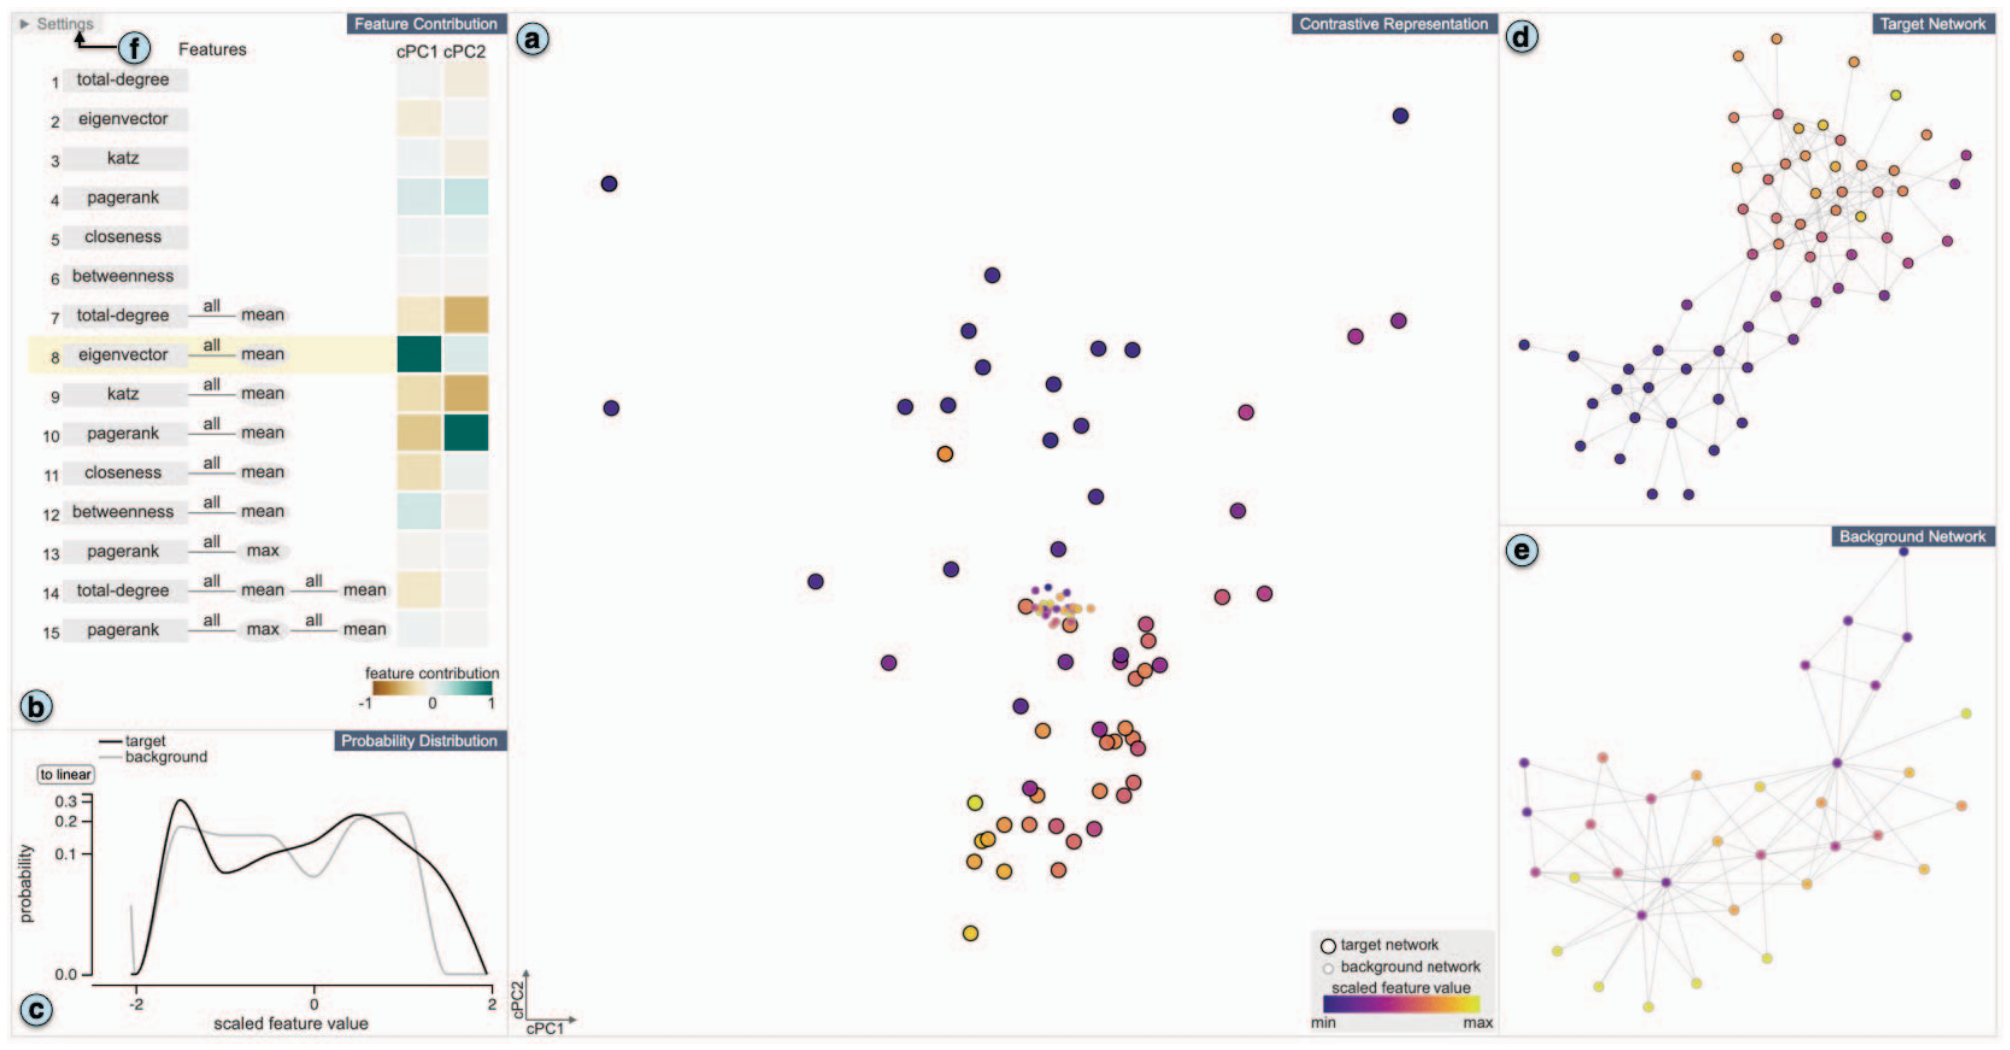 ▶ Settings
Feature Contribution
f
Features
cPC1 cPC2
1 total-degree
2 eigenvector
3 katz
4 pagerank
5 closeness
6 betweenness
7 total-degree all mean
8 eigenvector all mean
9 katz all mean
10 pagerank all mean
11 closeness all mean
12 betweenness all mean
13 pagerank all max
14 total-degree all mean all mean
15 pagerank all max all mean
feature contribution
-1 0 1
b
Probability Distribution
target
background
to linear
0.3
0.2
0.1
0.0
probability
-2 0 2
scaled feature value
c
a
Contrastive Representation
cPC2
cPC1
target network
background network
scaled feature value
min max
d
Target Network
e
Background Network